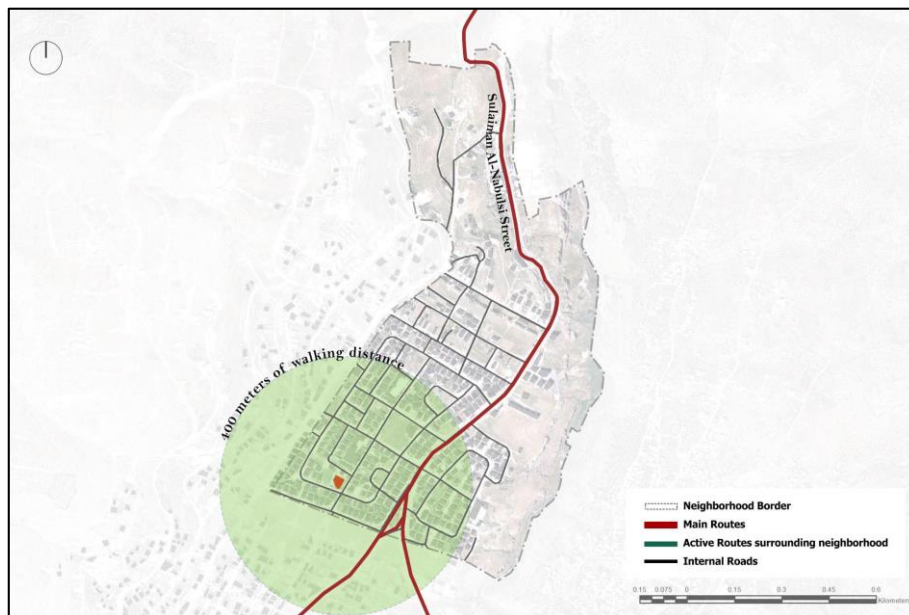 Sulaiman Al-Nabulsi Street
400 meters of walking distance
Neighborhood Border
Main Routes
Active Routes surrounding neighborhood
Internal Roads
0.15 0.075 0 0.15 0.3 0.45 0.6
Kilometers